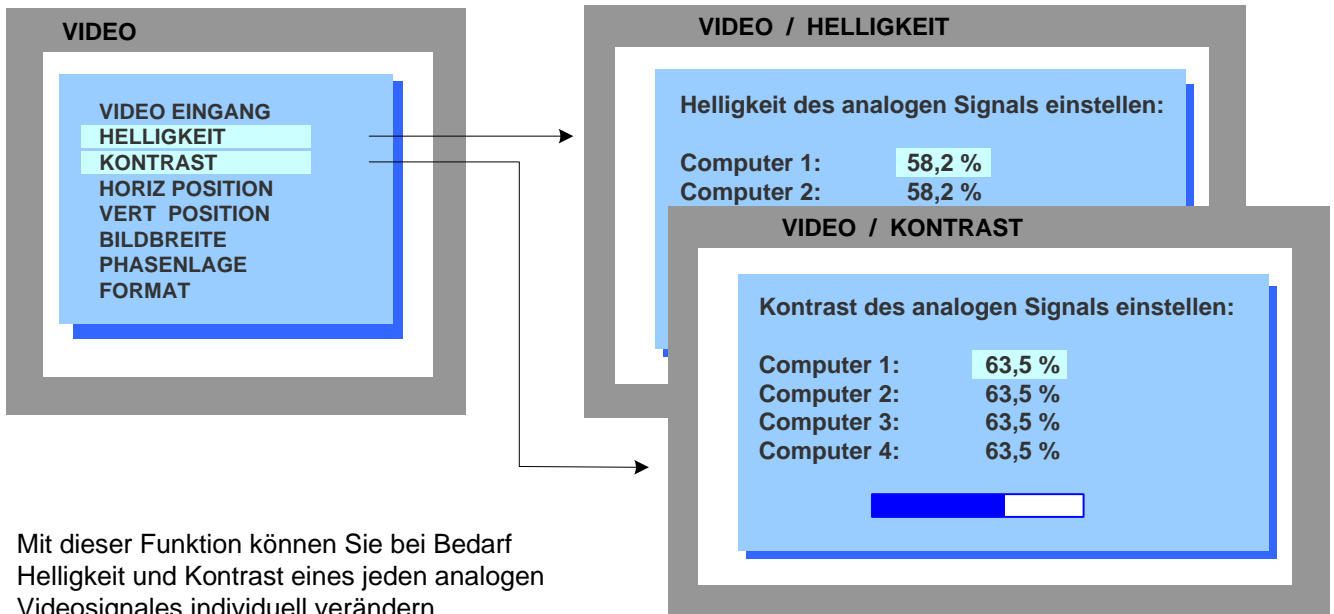 VIDEO
VIDEO EINGANG
HELLIGKEIT
KONTRAST
HORIZ POSITION
VERT POSITION
BILDBREITE
PHASENLAGE
FORMAT
VIDEO / HELLIGKEIT
Helligkeit des analogen Signals einstellen:
Computer 1: 58,2 %
Computer 2: 58,2 %
VIDEO / KONTRAST
Kontrast des analogen Signals einstellen:
Computer 1: 63,5 %
Computer 2: 63,5 %
Computer 3: 63,5 %
Computer 4: 63,5 %
Mit dieser Funktion können Sie bei Bedarf
Helligkeit und Kontrast eines jeden analogen
Videosignales individuell verändern